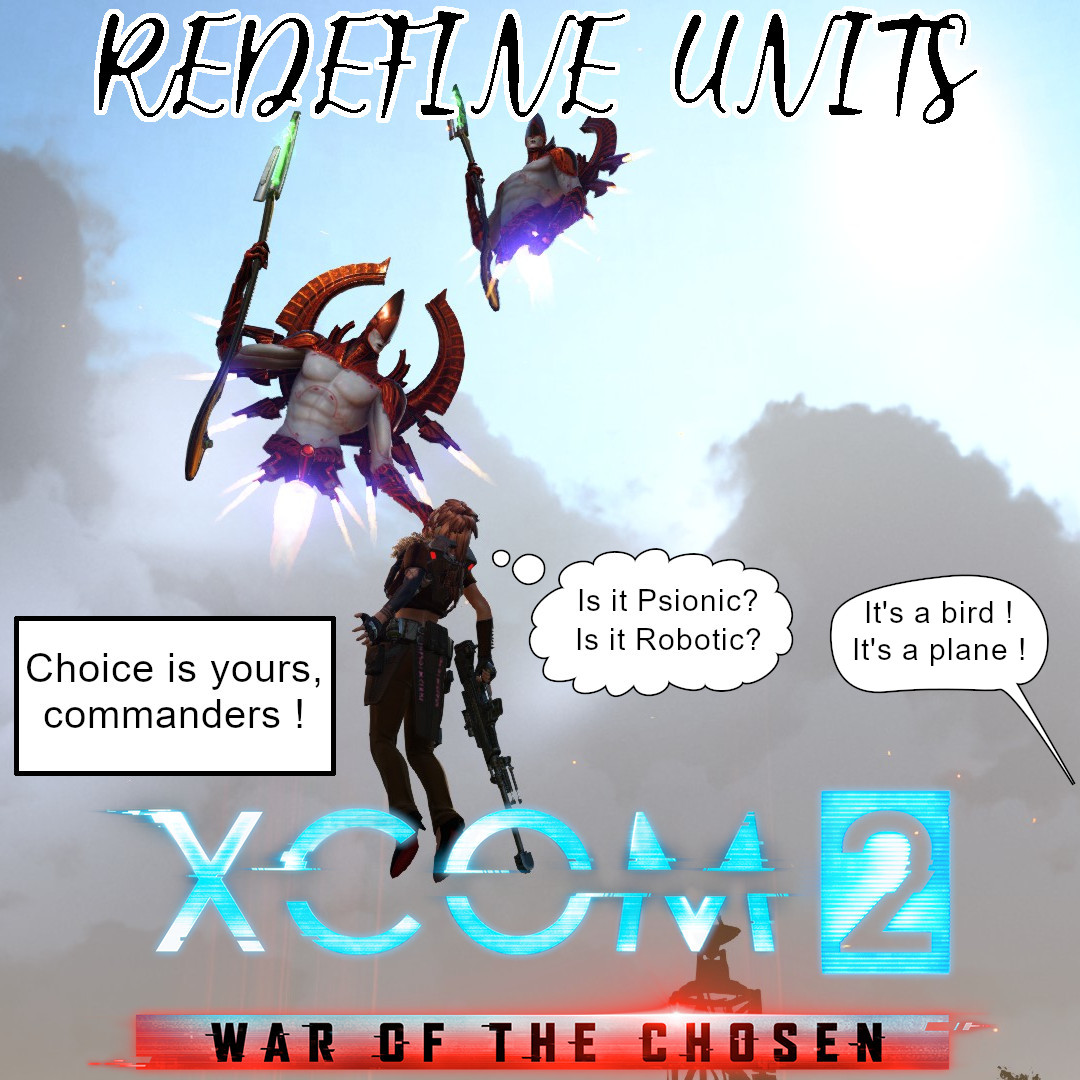 REDEFINE UNITS
Is it Psionic?
Is it Robotic?
It's a bird !
It's a plane !
Choice is yours,
commanders !
XCOM 2
WAR OF THE CHOSEN